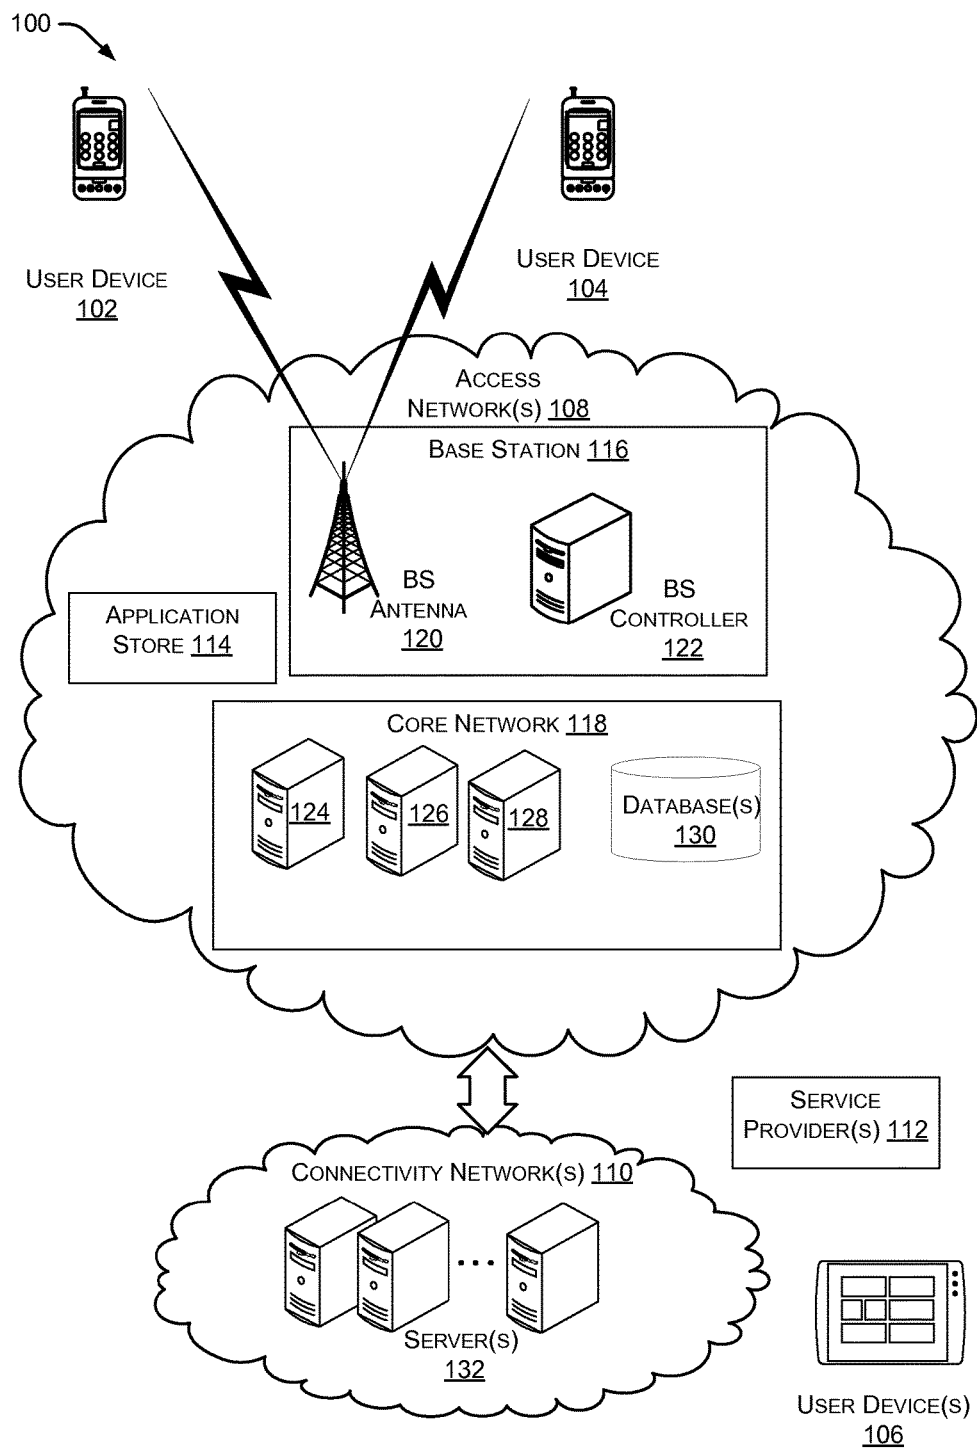 100
USER DEVICE
102
USER DEVICE
104
ACCESS
NETWORK(S) 108
BASE STATION 116
BS
ANTENNA
120
BS
CONTROLLER
122
APPLICATION
STORE 114
CORE NETWORK 118
124
126
128
DATABASE(S)
130
SERVICE
PROVIDER(S) 112
CONNECTIVITY NETWORK(S) 110
...
SERVER(S)
132
USER DEVICE(S)
106